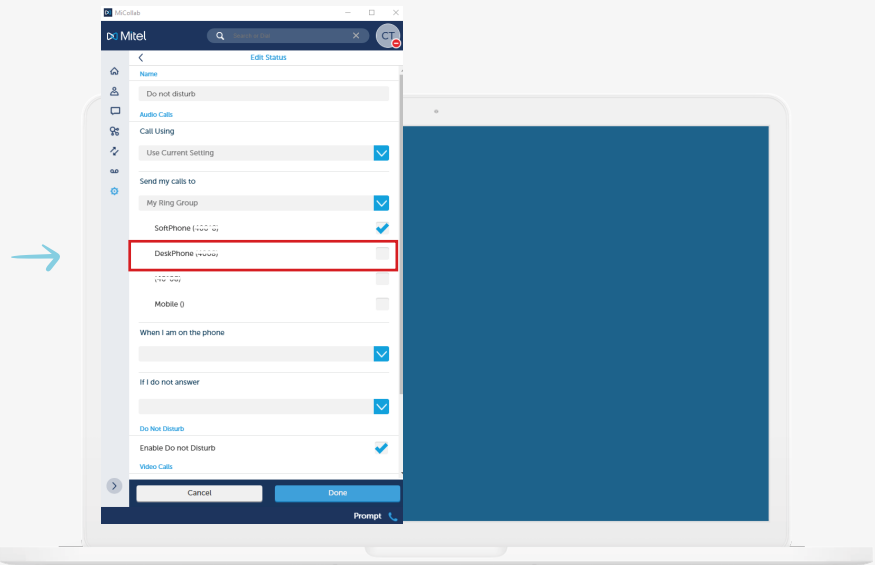 MiCollab
Mitel
CT
Edit Status
Name
Do not disturb
Audio Calls
Call Using
Use Current Setting
Send my calls to
My Ring Group
SoftPhone
DeskPhone
Mobile ()
When I am on the phone
If I do not answer
Do Not Disturb
Enable Do not Disturb
Video Calls
Cancel
Done
Prompt